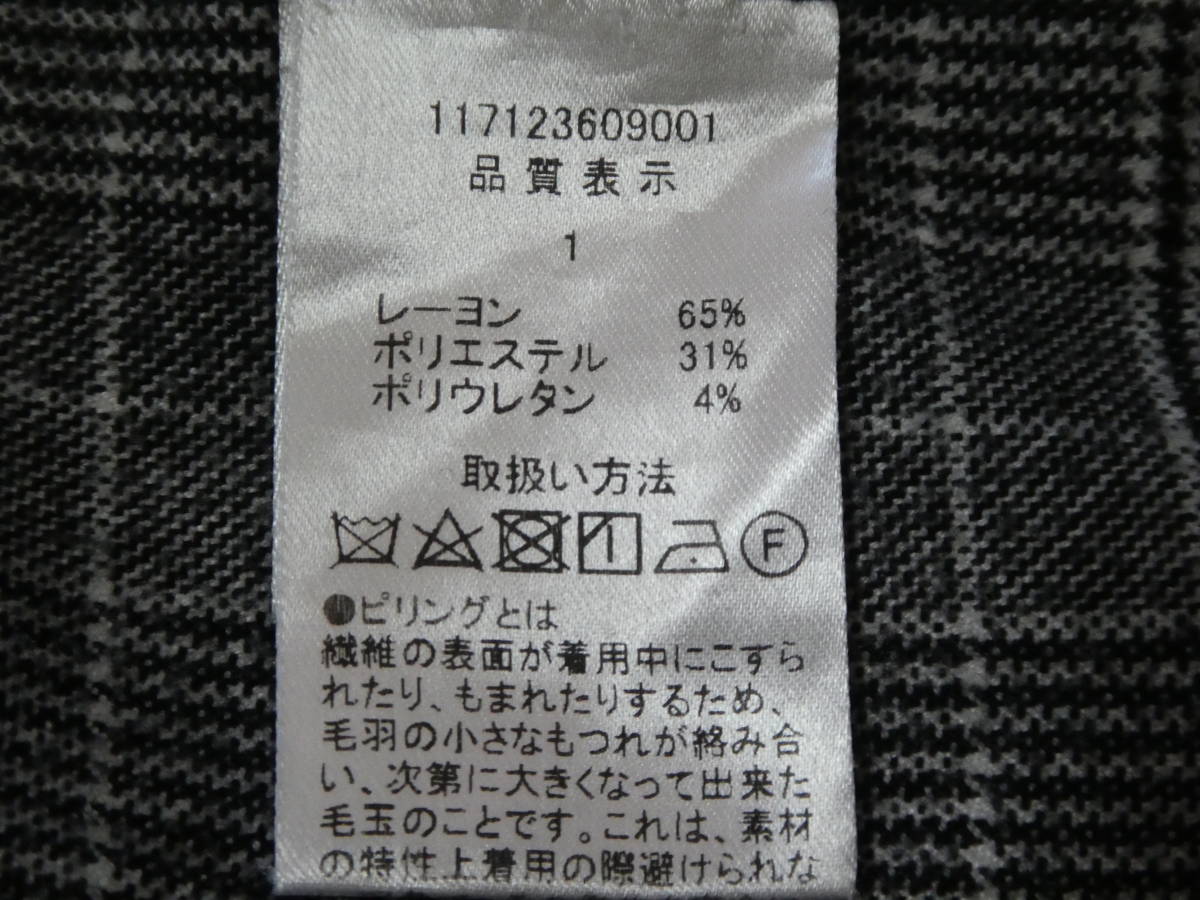 117123609001
品質表示
1
レーヨン 65%
ポリエステル 31%
ポリウレタン 4%
取扱い方法
1 F
●ピリングとは
繊維の表面が着用中にこすら
れたり、もまれたりするため、
毛羽の小さなもつれが絡み合
い、次第に大きくなって出来た
毛玉のことです。これは、素材
の特性上着用の際避けられな